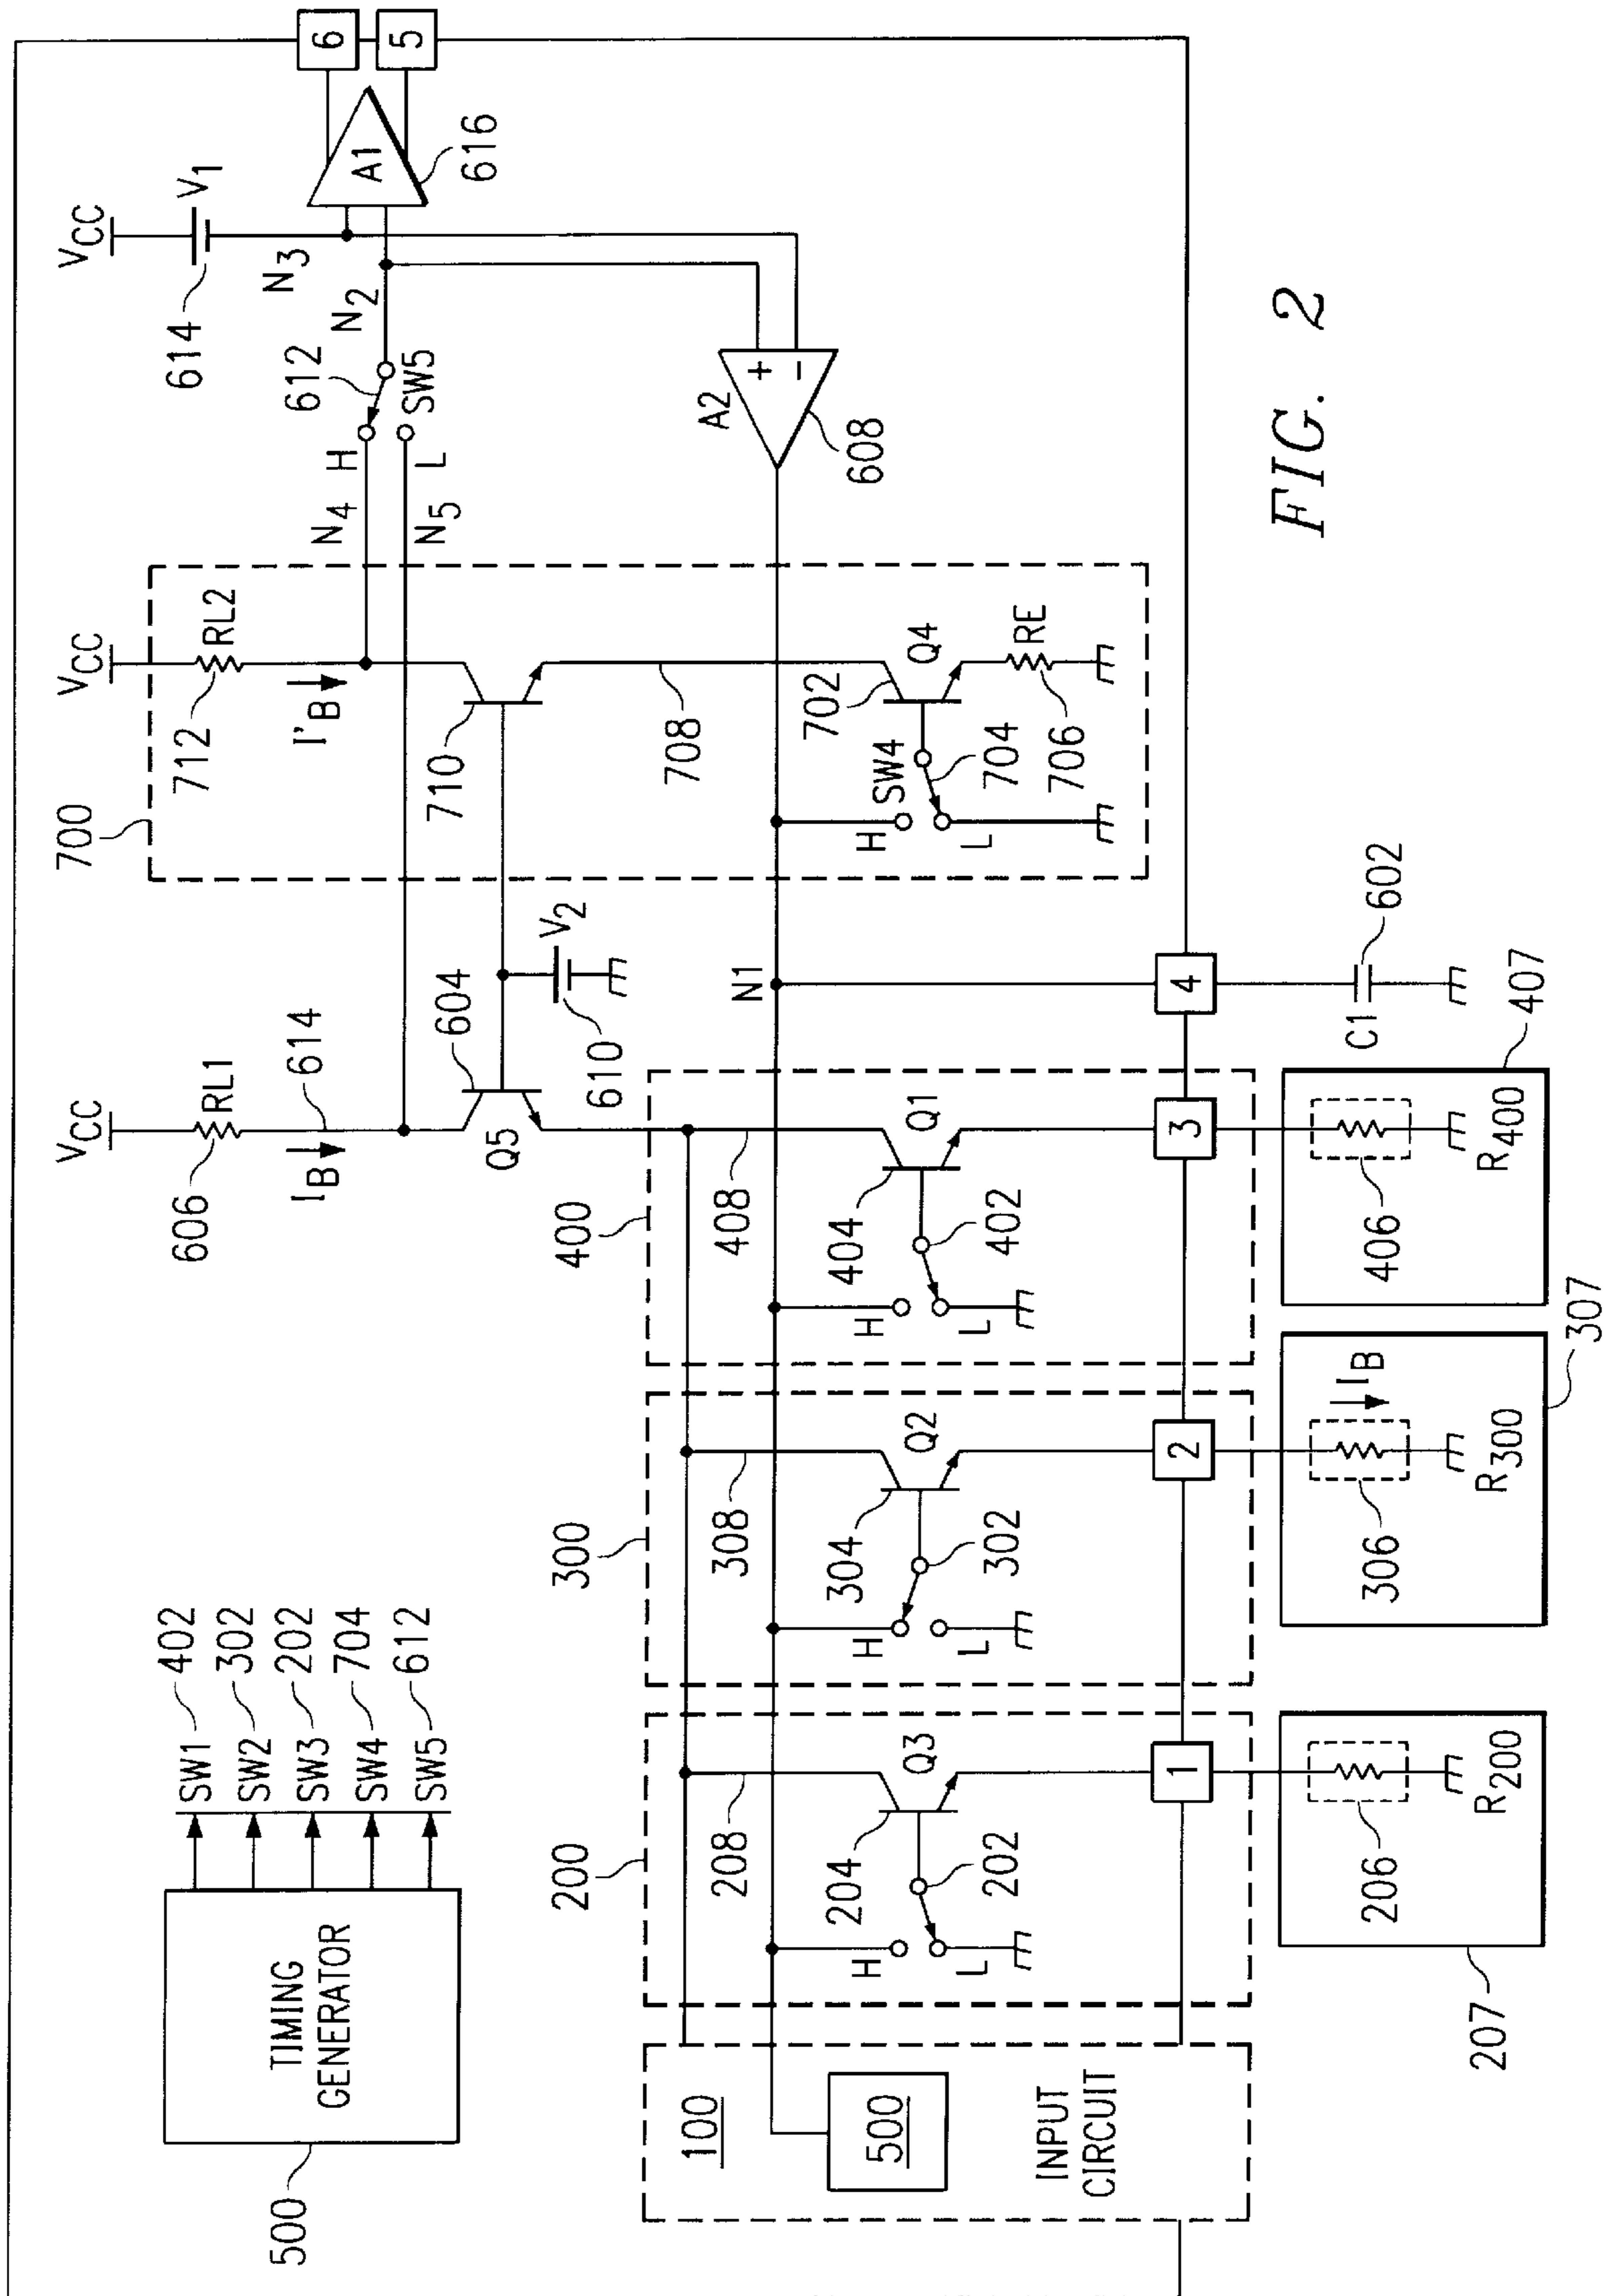 500
TIMING
GENERATOR
SW1
402
SW2
302
SW3
202
SW4
704
SW5
612
VCC
606
RL1
IB
614
VCC
712
RL2
I'B
700
VCC
V1
614
N3
N2
612
SW5
N4
H
N5
L
A1
616
6
5
Q5
604
710
V2
610
708
A2
+
−
608
N1
702
Q4
SW4
H
L
704
706
RE
100
500
INPUT
CIRCUIT
200
208
204
Q3
H
L
202
1
300
308
304
Q2
H
L
302
2
400
408
404
Q1
H
L
402
3
4
C1
602
207
206
R200
306
R300
IB
307
406
R400
407
FIG. 2